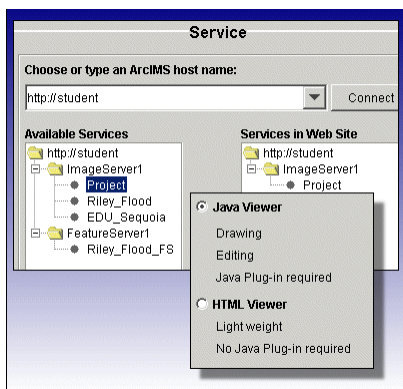 Service
Choose or type an ArcIMS host name:
http://student
Connect
Available Services
http://student
ImageServer1
Project
Riley_Flood
EDU_Sequoia
FeatureServer1
Riley_Flood_FS
Services in Web Site
http://student
ImageServer1
Project
Java Viewer
Drawing
Editing
Java Plug-in required
HTML Viewer
Light weight
No Java Plug-in required